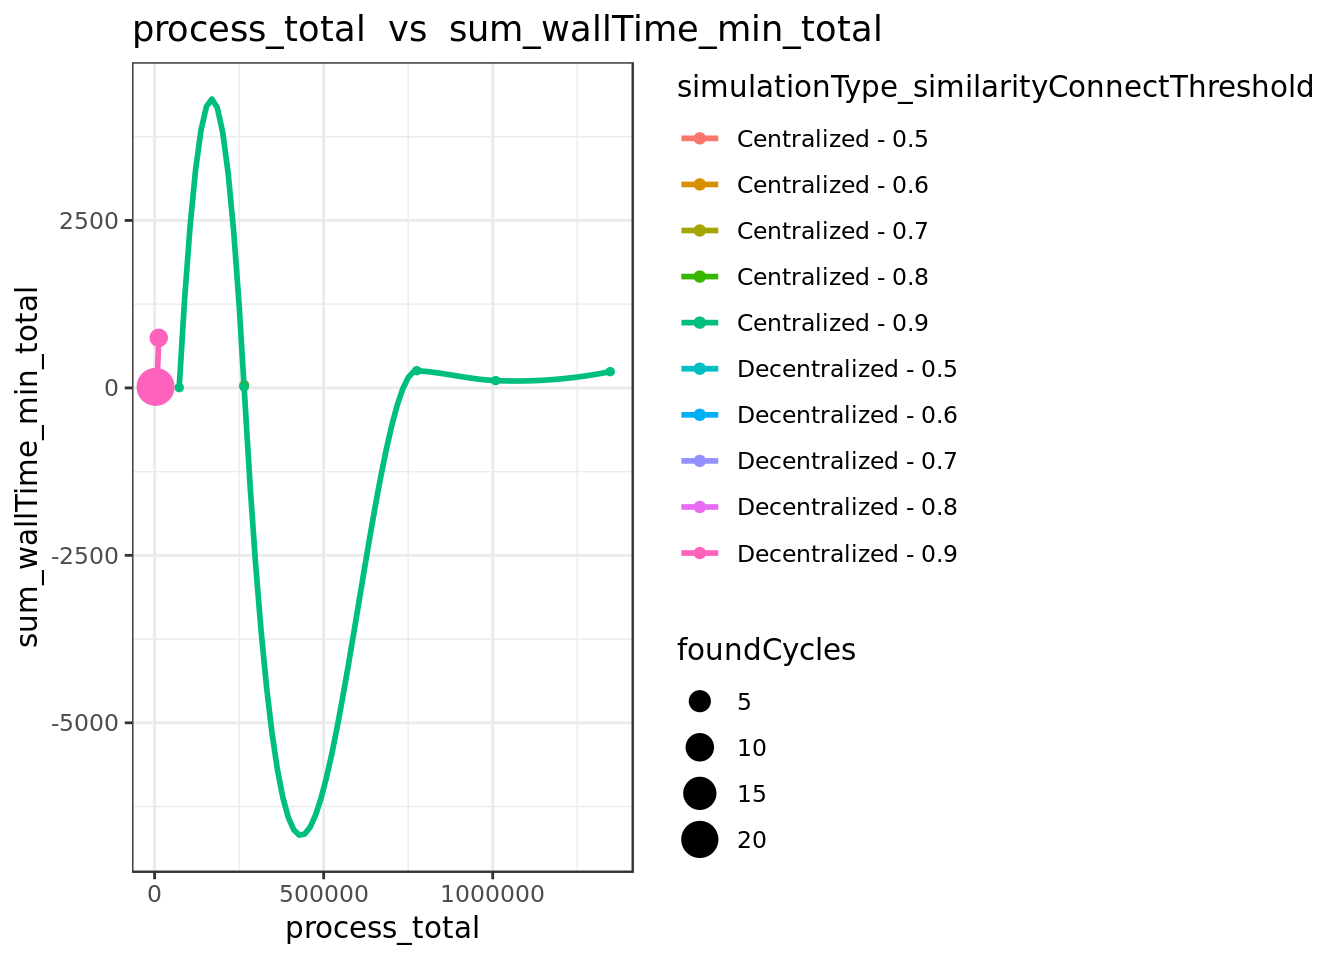 process_total vs sum_wallTime_min_total
simulationType_similarityConnectThreshold
Centralized - 0.5
Centralized - 0.6
Centralized - 0.7
Centralized - 0.8
Centralized - 0.9
Decentralized - 0.5
Decentralized - 0.6
Decentralized - 0.7
Decentralized - 0.8
Decentralized - 0.9
foundCycles
5
10
15
20
sum_wallTime_min_total
2500
0
-2500
-5000
0 500000 1000000
process_total